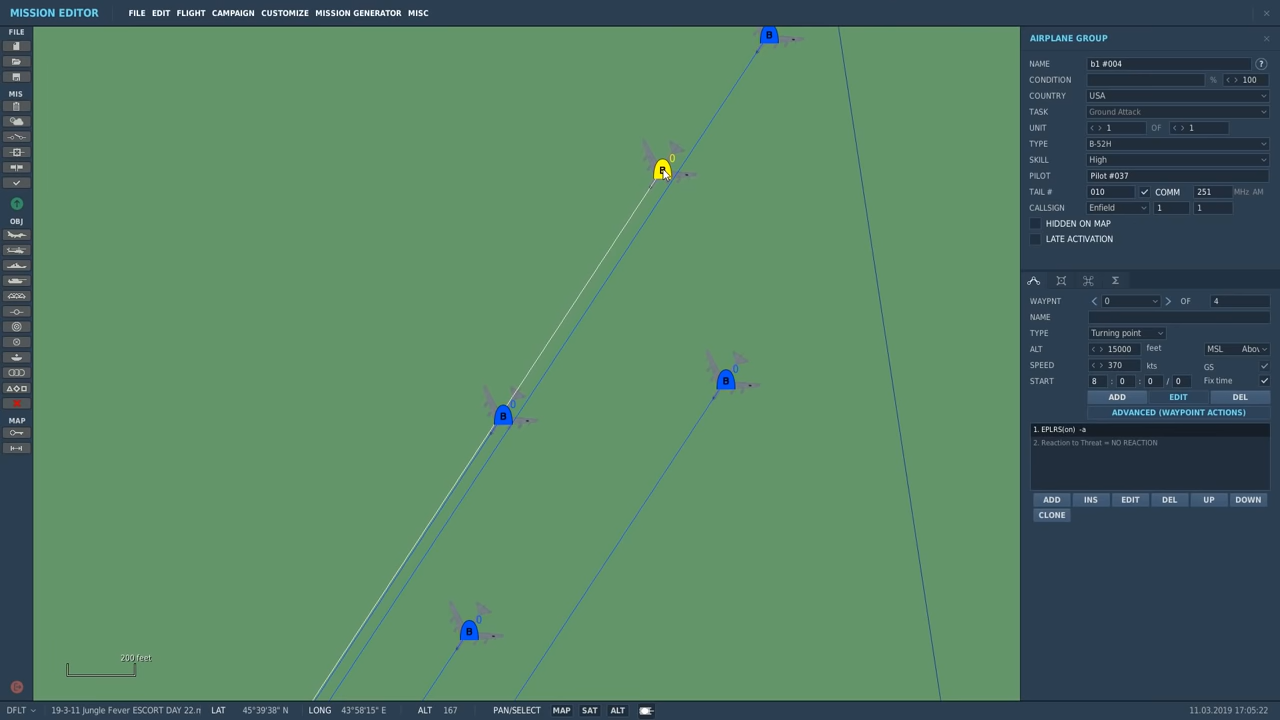 MISSION EDITOR FILE EDIT FLIGHT CAMPAIGN CUSTOMIZE MISSION GENERATOR MISC
FILE
MIS
OBJ
MAP
B
B
0
B
0
B
0
B
0
200 feet
AIRPLANE GROUP
NAME b1 #004 ?
CONDITION % < > 100
COUNTRY USA
TASK Ground Attack
UNIT < > 1 OF < > 1
TYPE B-52H
SKILL High
PILOT Pilot #037
TAIL # 010 COMM 251 MHz AM
CALLSIGN Enfield 1 1
HIDDEN ON MAP
LATE ACTIVATION
WAYPNT 0 OF 4
NAME
TYPE Turning point
ALT < > 15000 feet MSL Abov
SPEED < > 370 kts GS
START 8 : 0 : 0 / 0 Fix time
ADD EDIT DEL
ADVANCED (WAYPOINT ACTIONS)
1. EPLRS(on) -a
2. Reaction to Threat = NO REACTION
ADD INS EDIT DEL UP DOWN
CLONE
DFLT 19-3-11 Jungle Fever ESCORT DAY 22.m LAT 45°39'38" N LONG 43°58'15" E ALT 167 PAN/SELECT MAP SAT ALT 11.03.2019 17:05:22